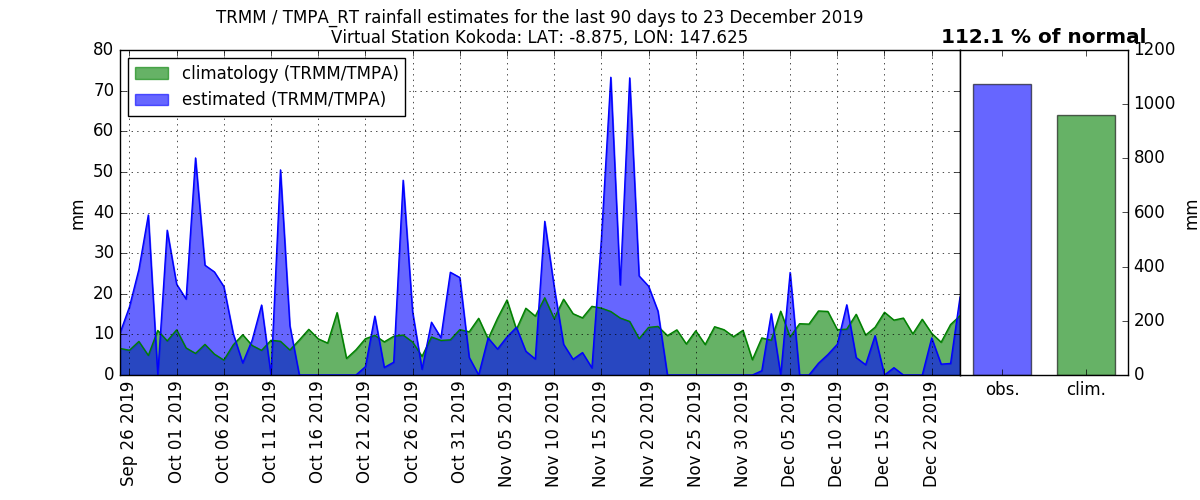 TRMM / TMPA_RT rainfall estimates for the last 90 days to 23 December 2019
Virtual Station Kokoda: LAT: -8.875, LON: 147.625
112.1 % of normal
climatology (TRMM/TMPA)
estimated (TRMM/TMPA)
mm
80
70
60
50
40
30
20
10
0
Sep 26 2019
Oct 01 2019
Oct 06 2019
Oct 11 2019
Oct 16 2019
Oct 21 2019
Oct 26 2019
Oct 31 2019
Nov 05 2019
Nov 10 2019
Nov 15 2019
Nov 20 2019
Nov 25 2019
Nov 30 2019
Dec 05 2019
Dec 10 2019
Dec 15 2019
Dec 20 2019
obs.
clim.
1200
1000
800
600
400
200
0
mm